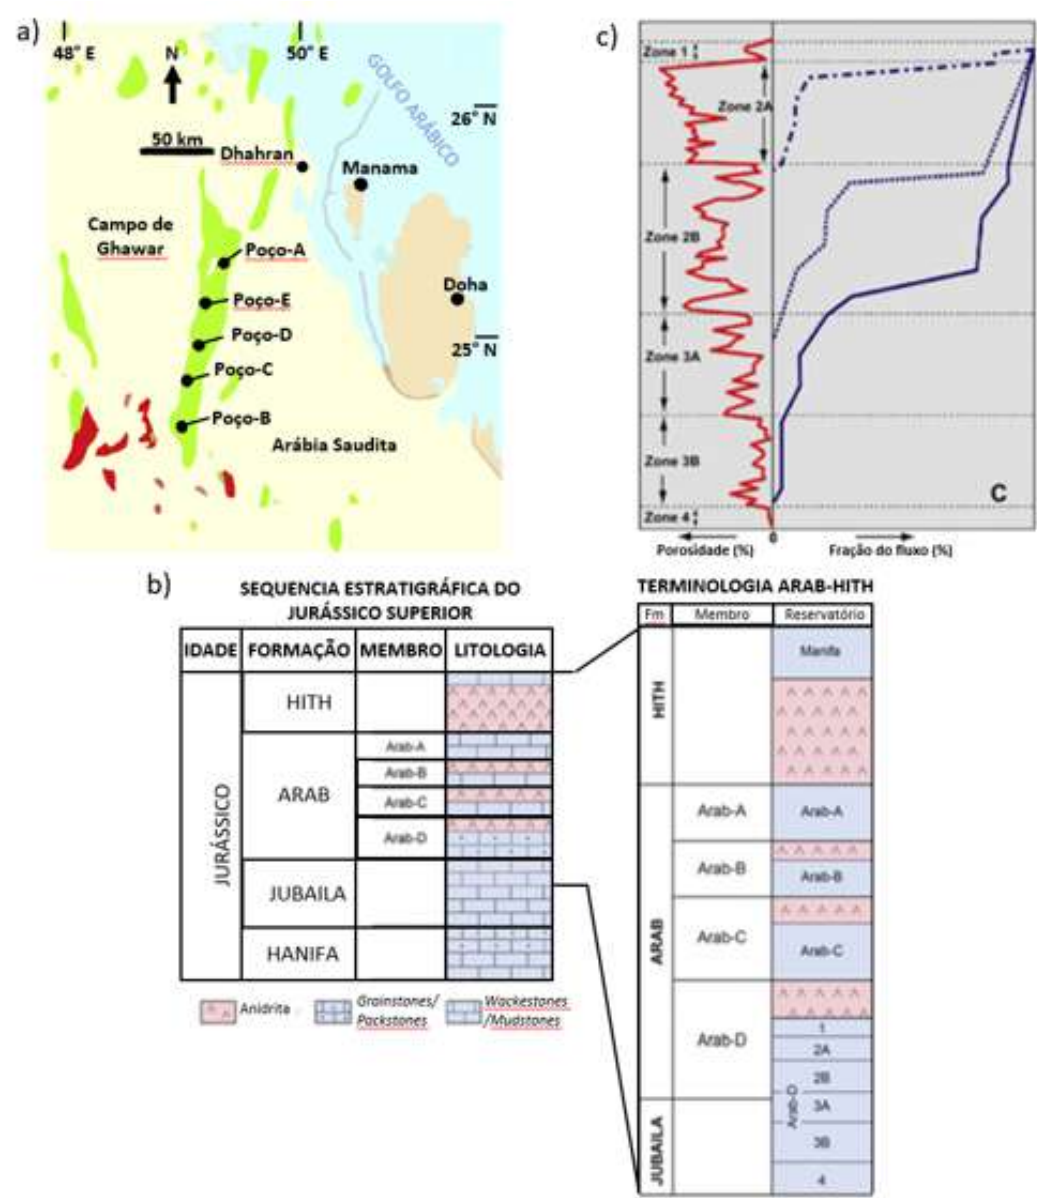 a)
48° E
N
50° E
GOLFO ARÁBICO
26° N
50 km
Dhahran
Manama
Campo de
Ghawar
Poço-A
Doha
Poço-E
Poço-D
25° N
Poço-C
Poço-B
Arábia Saudita
c)
Zone 1
Zone 2A
Zone 2B
Zone 3A
Zone 3B
C
Zone 4
0
Porosidade (%)
Fração do fluxo (%)
b)
SEQUENCIA ESTRATIGRÁFICA DO
JURÁSSICO SUPERIOR
IDADE FORMAÇÃO MEMBRO LITOLOGIA
JURÁSSICO
HITH
ARAB
Arab-A
Arab-B
Arab-C
Arab-D
JUBAILA
HANIFA
Anidrita
Grainstones/
Packstones
Wackestones
/Mudstones
TERMINOLOGIA ARAB-HITH
Fm Membro Reservatório
HITH
Manifa
ARAB
Arab-A Arab-A
Arab-B Arab-B
Arab-C Arab-C
Arab-D
1
2A
2B
Arab-D
3A
JUBAILA
3B
4